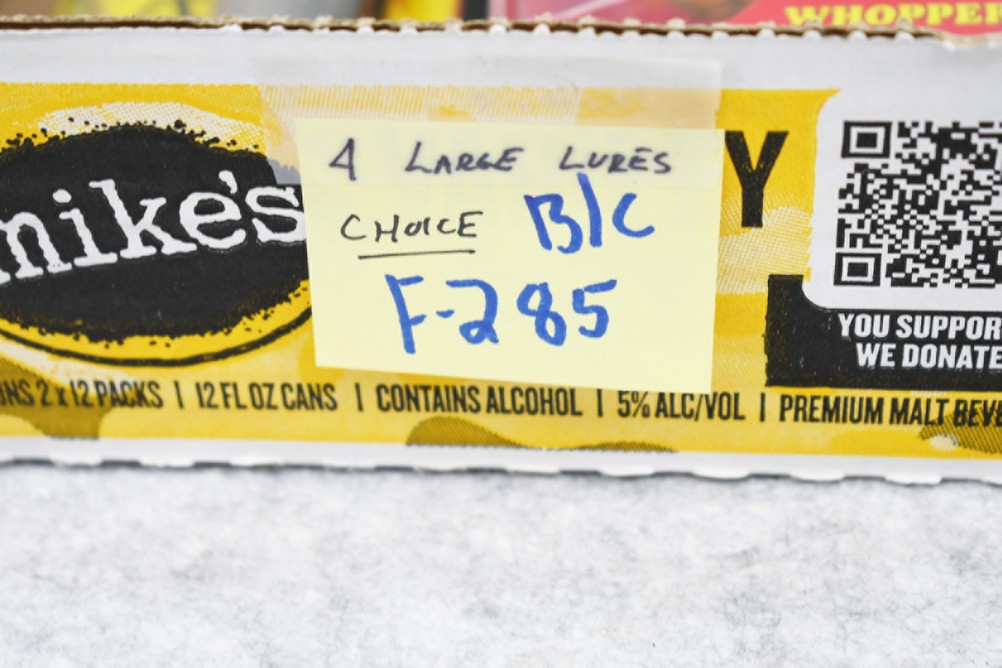 WHOPPER
mike's
4 LARGE LURES
CHOICE B/C
F-285
Y
YOU SUPPOR
WE DONATE
NS 2 x 12 PACKS | 12 FL OZ CANS | CONTAINS ALCOHOL | 5% ALC/VOL | PREMIUM MALT BEVE